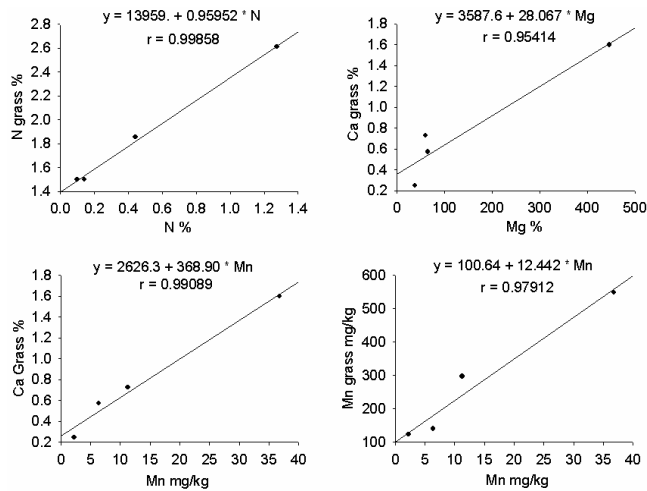 y = 13959. + 0.95952 * N
r = 0.99858
N grass %
2.8
2.6
2.4
2.2
2.0
1.8
1.6
1.4
0.0 0.2 0.4 0.6 0.8 1.0 1.2 1.4
N %
y = 3587.6 + 28.067 * Mg
r = 0.95414
Ca grass %
1.8
1.6
1.4
1.2
1.0
0.8
0.6
0.4
0.2
0 100 200 300 400 500
Mg %
y = 2626.3 + 368.90 * Mn
r = 0.99089
Ca Grass %
1.8
1.6
1.4
1.2
1.0
0.8
0.6
0.4
0.2
0 5 10 15 20 25 30 35 40
Mn mg/kg
y = 100.64 + 12.442 * Mn
r = 0.97912
Mn grass mg/kg
600
500
400
300
200
100
0 5 10 15 20 25 30 35 40
Mn mg/kg